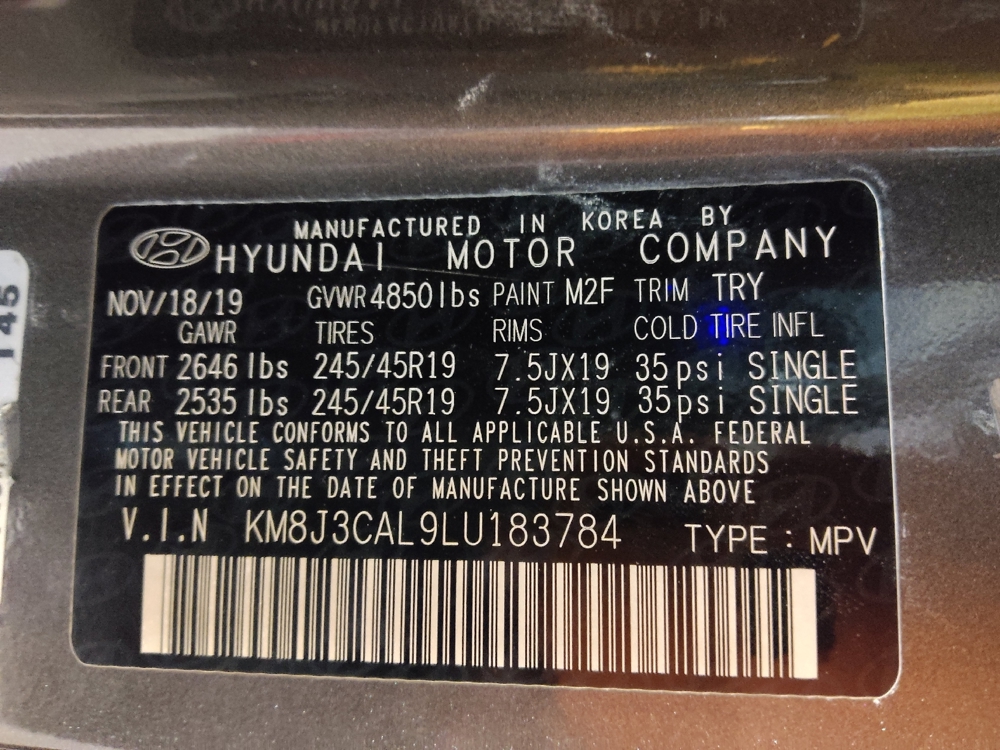 MANUFACTURED IN KOREA BY
HYUNDAI MOTOR COMPANY
NOV/18/19 GVWR 4850lbs PAINT M2F TRIM TRY
GAWR TIRES RIMS COLD TIRE INFL
FRONT 2646 lbs 245/45R19 7.5JX19 35psi SINGLE
REAR 2535 lbs 245/45R19 7.5JX19 35psi SINGLE
THIS VEHICLE CONFORMS TO ALL APPLICABLE U.S.A. FEDERAL
MOTOR VEHICLE SAFETY AND THEFT PREVENTION STANDARDS
IN EFFECT ON THE DATE OF MANUFACTURE SHOWN ABOVE
V.I.N KM8J3CAL9LU183784 TYPE : MPV
145